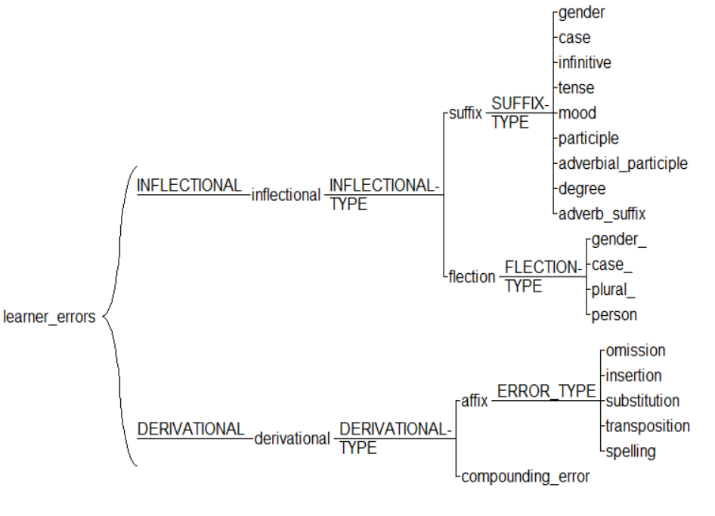 gender
case
infinitive
tense
suffix SUFFIX-
TYPE
mood
participle
adverbial_participle
degree
adverb_suffix
INFLECTIONAL
inflectional
INFLECTIONAL-
TYPE
gender_
flection FLECTION-
TYPE
case_
plural_
person
learner_errors
omission
insertion
affix ERROR_TYPE
substitution
transposition
spelling
DERIVATIONAL
derivational
DERIVATIONAL-
TYPE
compounding_error